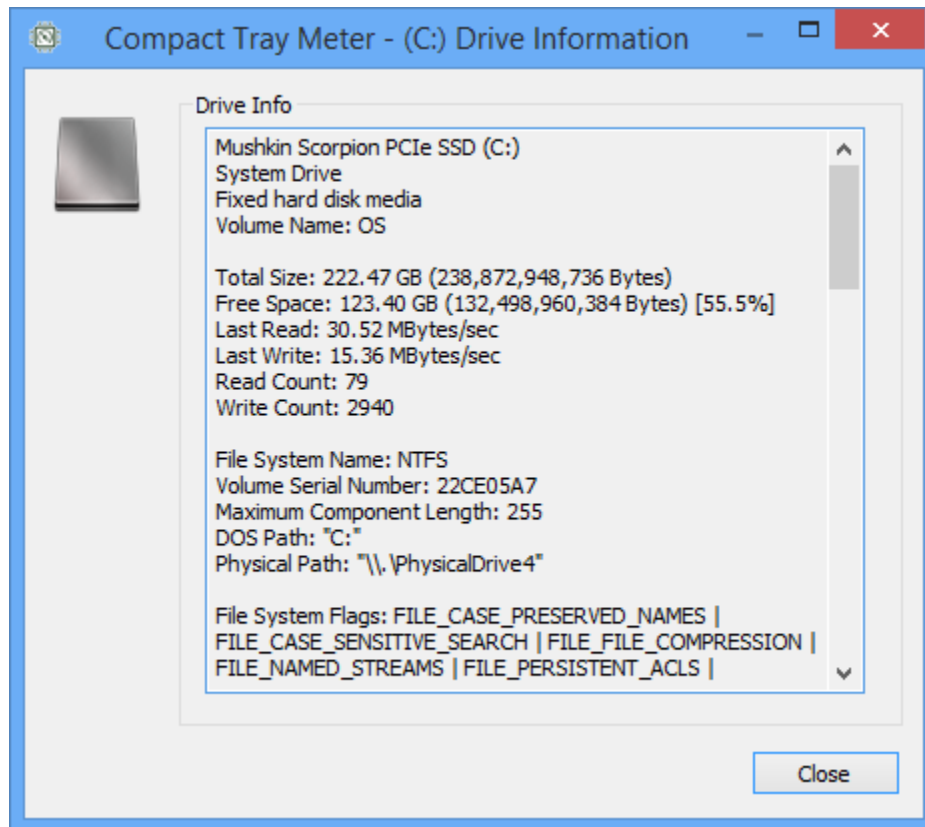 Compact Tray Meter - (C:) Drive Information
Drive Info
Mushkin Scorpion PCIe SSD (C:)
System Drive
Fixed hard disk media
Volume Name: OS
Total Size: 222.47 GB (238,872,948,736 Bytes)
Free Space: 123.40 GB (132,498,960,384 Bytes) [55.5%]
Last Read: 30.52 MBytes/sec
Last Write: 15.36 MBytes/sec
Read Count: 79
Write Count: 2940
File System Name: NTFS
Volume Serial Number: 22CE05A7
Maximum Component Length: 255
DOS Path: "C:"
Physical Path: "\\.\PhysicalDrive4"
File System Flags: FILE_CASE_PRESERVED_NAMES |
FILE_CASE_SENSITIVE_SEARCH | FILE_FILE_COMPRESSION |
FILE_NAMED_STREAMS | FILE_PERSISTENT_ACLS |
Close